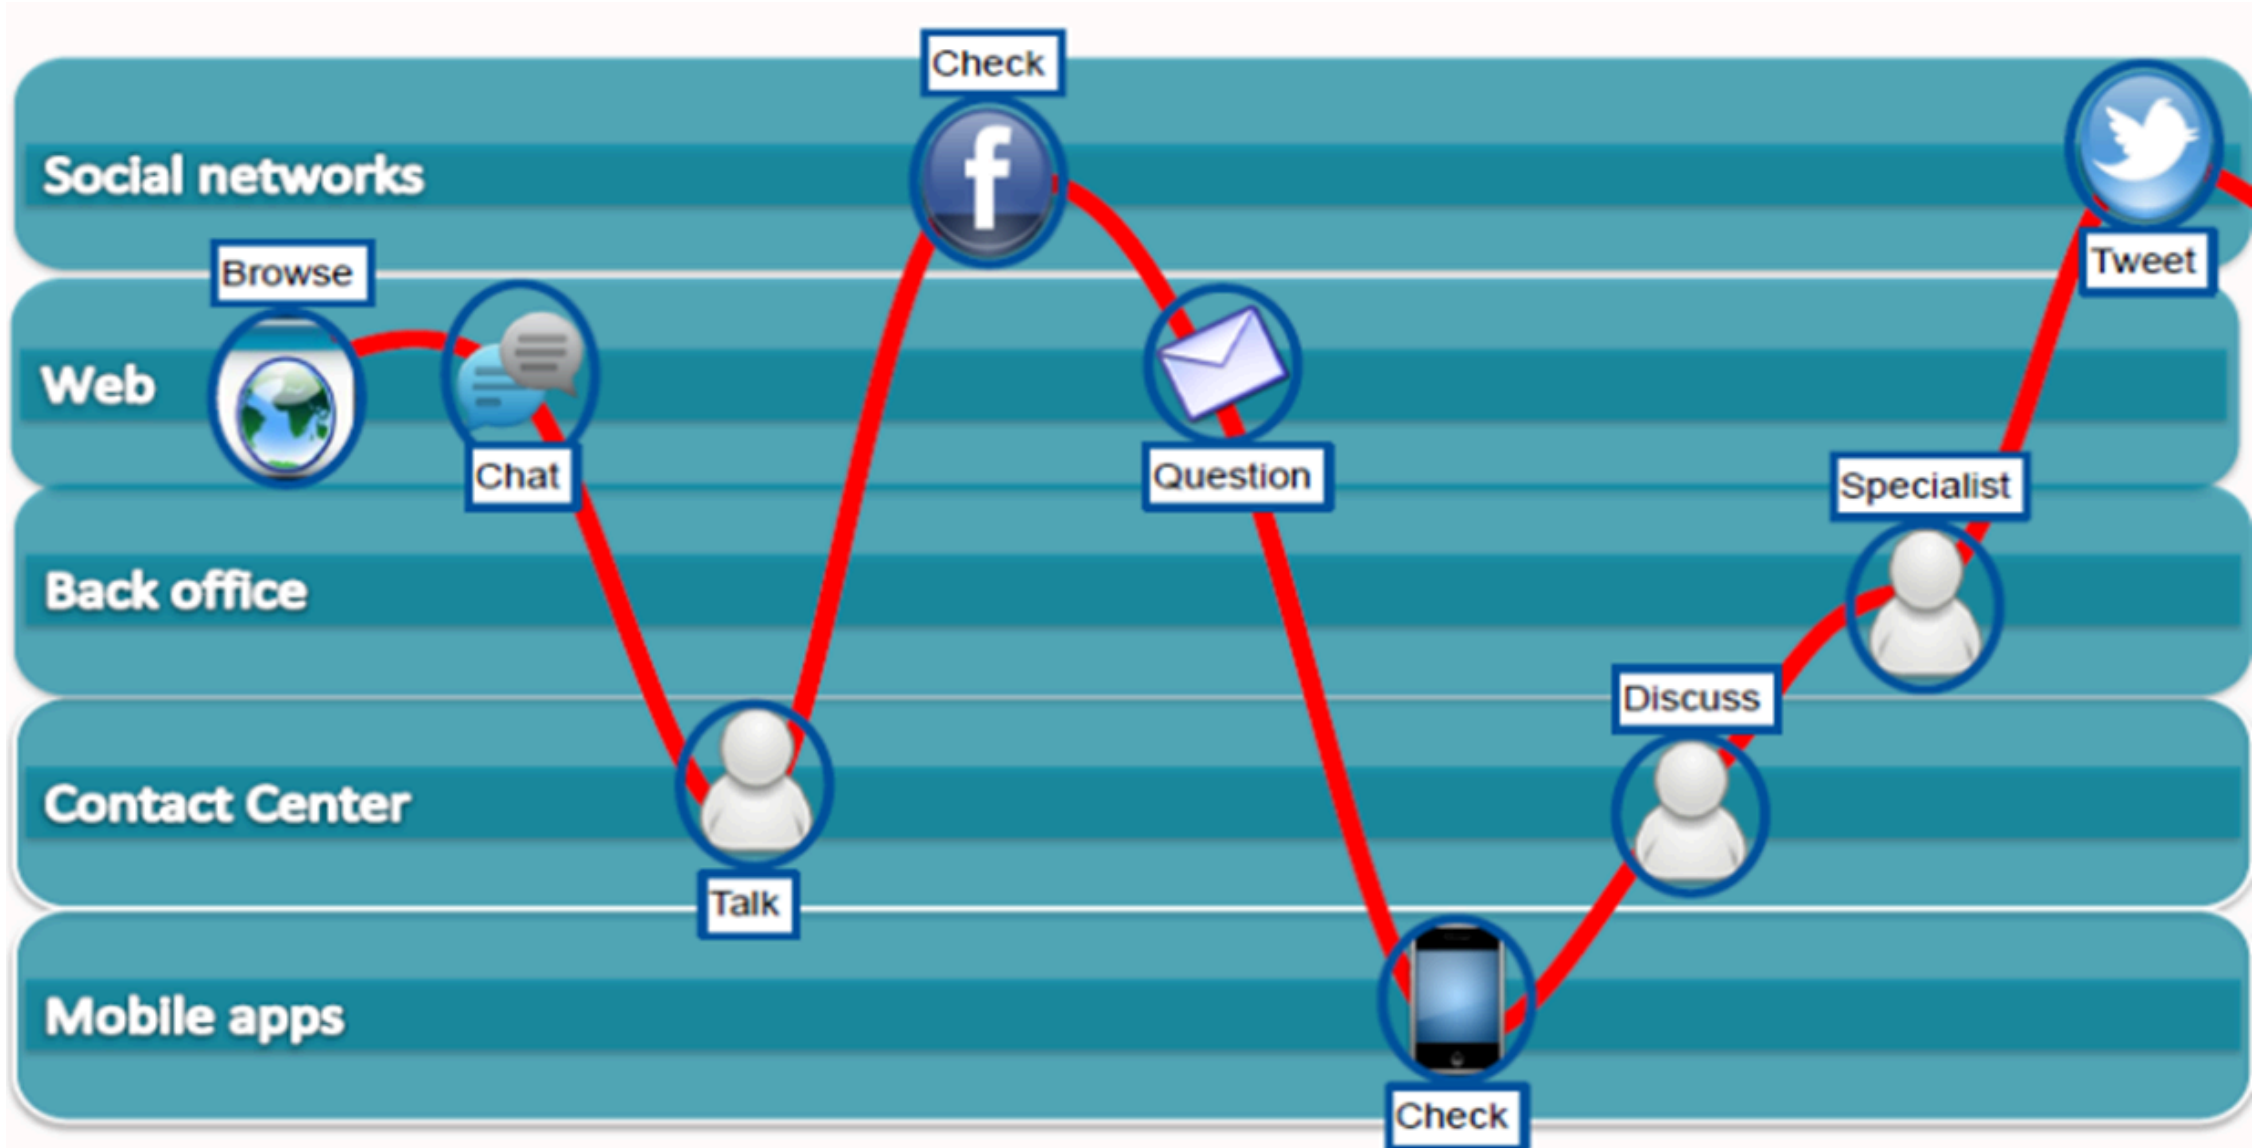 Check
Social networks
Tweet
Browse
Web
Chat
Question
Specialist
Back office
Discuss
Contact Center
Talk
Mobile apps
Check